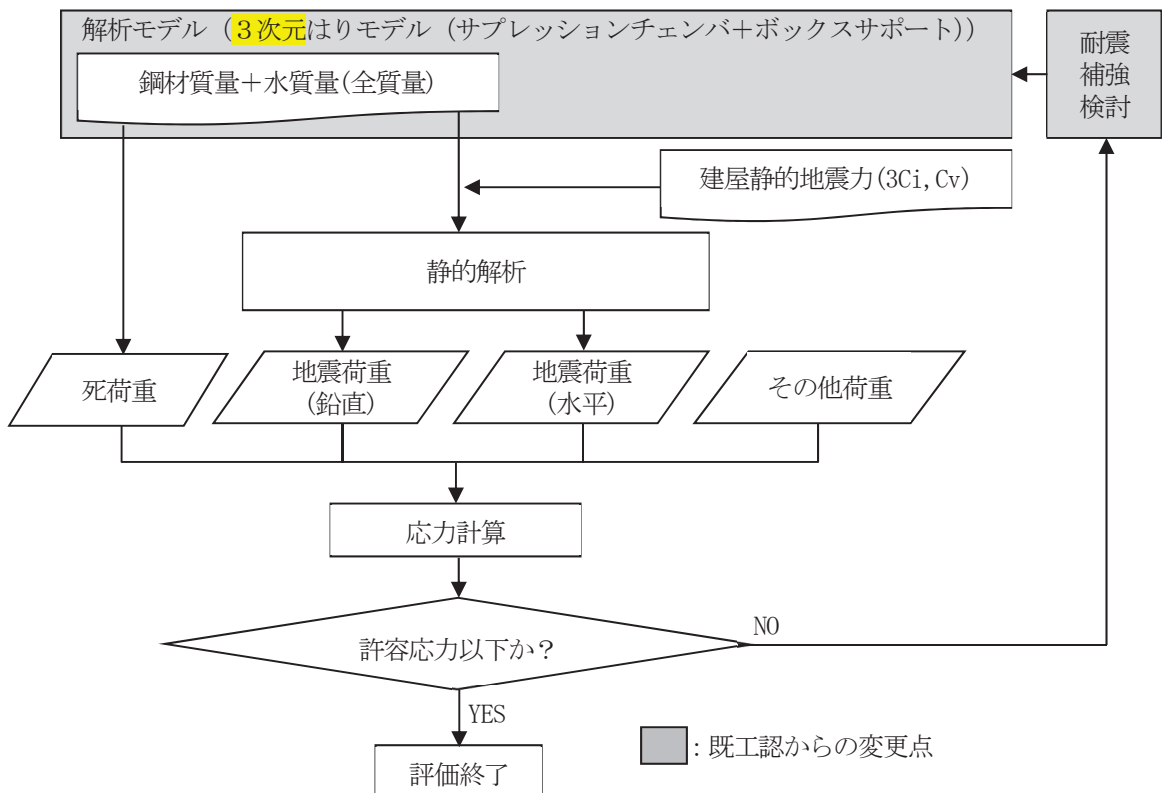 解析モデル（３次元はりモデル（サプレッションチェンバ＋ボックスサポート））
鋼材質量＋水質量(全質量)
耐震
補強
検討
建屋静的地震力(3Ci,Cv)
静的解析
死荷重
地震荷重
(鉛直)
地震荷重
(水平)
その他荷重
応力計算
許容応力以下か？
NO
YES
：既工認からの変更点
評価終了